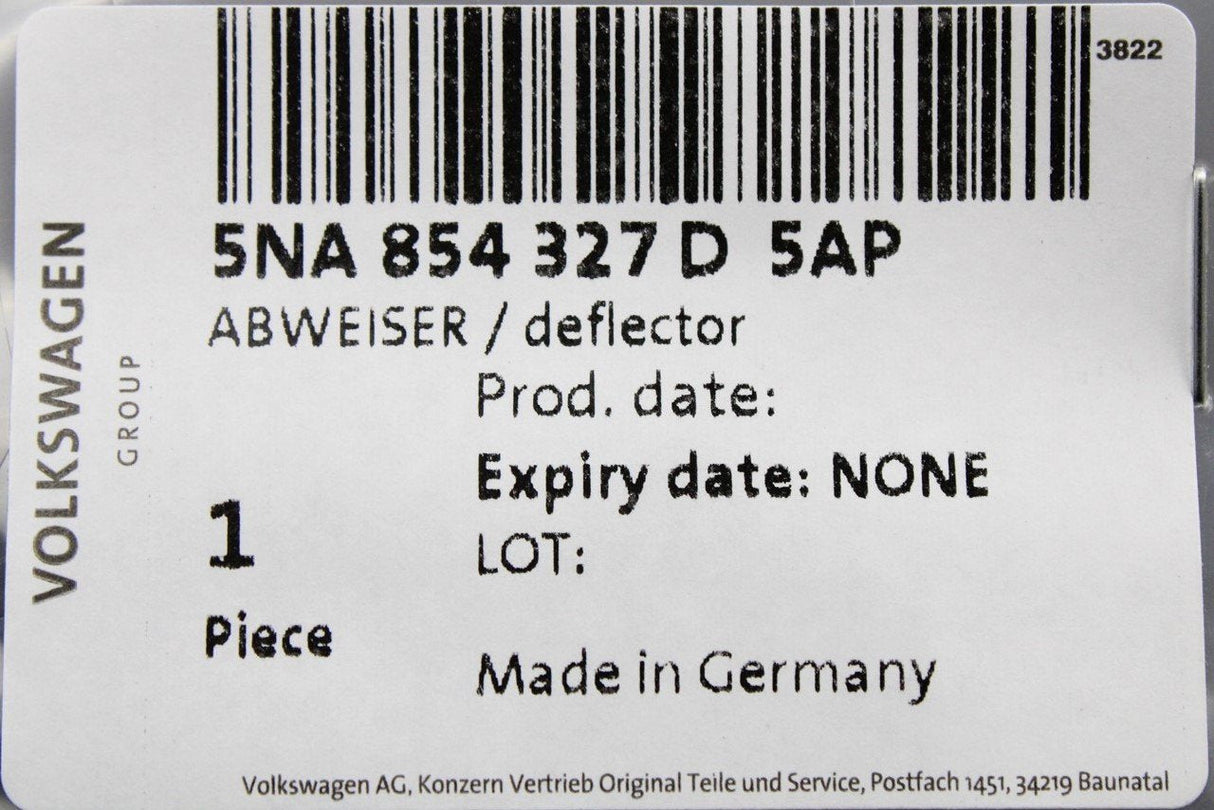 3822
5NA 854 327 D 5AP
ABWEISER / deflector
Prod. date:
Expiry date: NONE
LOT:
1
Piece
Made in Germany
VOLKSWAGEN
GROUP
Volkswagen AG, Konzern Vertrieb Original Teile und Service, Postfach 1451, 34219 Baunatal